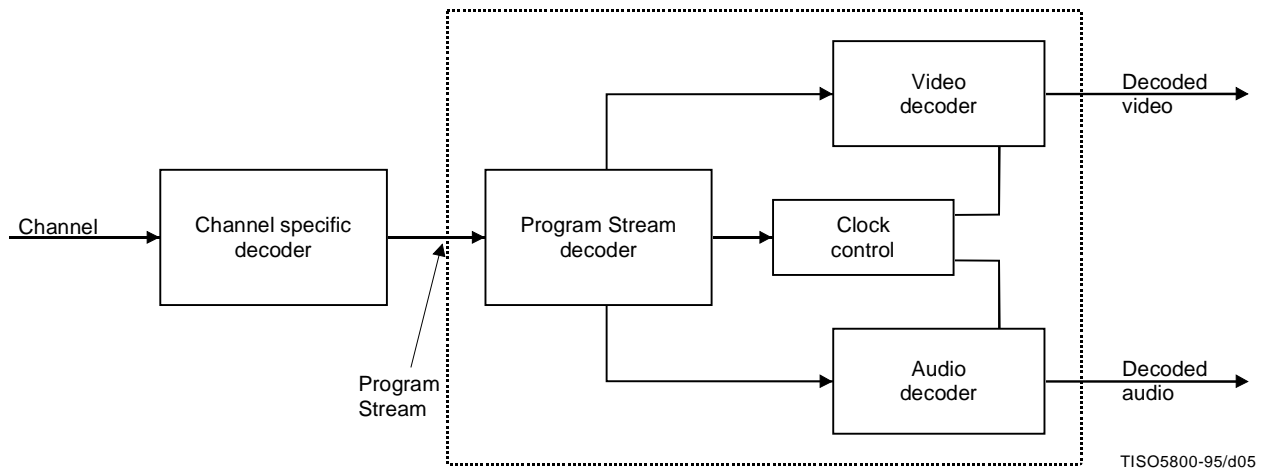 Channel
Channel specific
decoder
Program
Stream
Program Stream
decoder
Clock
control
Video
decoder
Decoded
video
Audio
decoder
Decoded
audio
TISO5800-95/d05